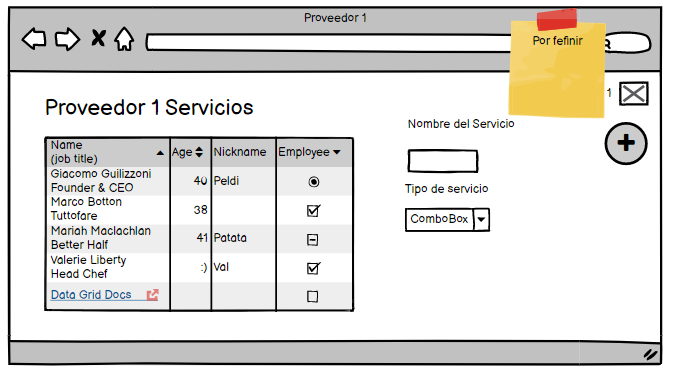 Proveedor 1
Por fefinir
1
Proveedor 1 Servicios
Name
(job title)
Age
Nickname
Employee
Giacomo Guilizzoni
Founder & CEO
40
Peldi
Marco Botton
Tuttofare
38
Mariah Maclachlan
Better Half
41
Patata
Valerie Liberty
Head Chef
:)
Val
Data Grid Docs
Nombre del Servicio
Tipo de servicio
ComboBox